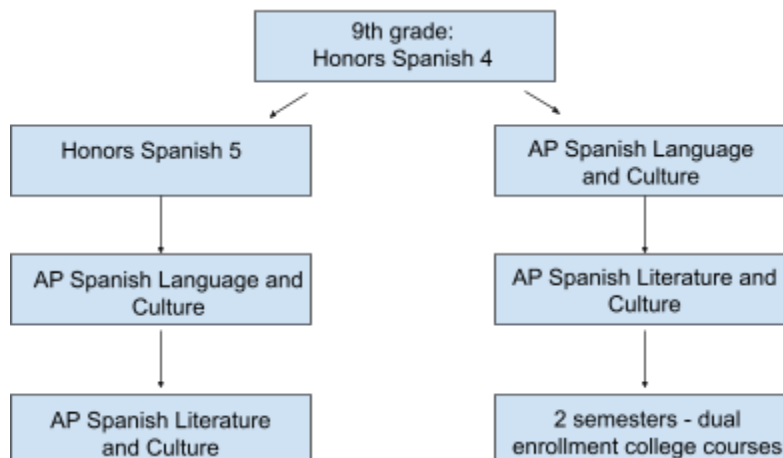 9th grade:
Honors Spanish 4
Honors Spanish 5
AP Spanish Language
and Culture
AP Spanish Language and
Culture
AP Spanish Literature and
Culture
AP Spanish Literature
and Culture
2 semesters - dual
enrollment college courses